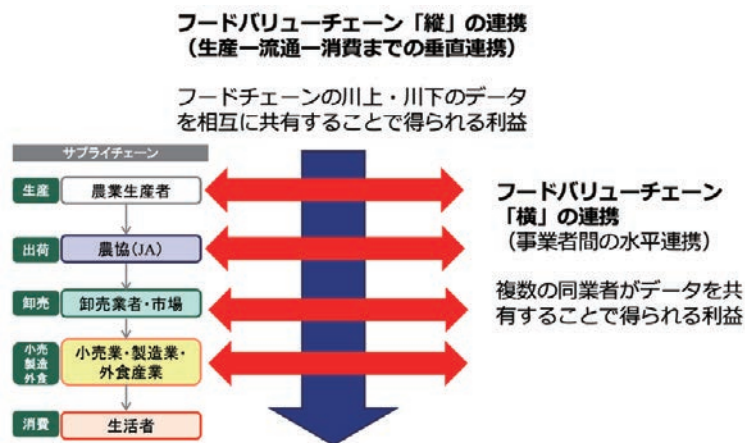 フードバリューチェーン「縦」の連携
（生産ー流通ー消費までの垂直連携）
フードチェーンの川上・川下のデータ
を相互に共有することで得られる利益
サプライチェーン
生産
農業生産者
出荷
農協(JA)
卸売
卸売業者・市場
小売
製造
外食
小売業・製造業・
外食産業
消費
生活者
フードバリューチェーン
「横」の連携
（事業者間の水平連携）
複数の同業者がデータを共
有することで得られる利益